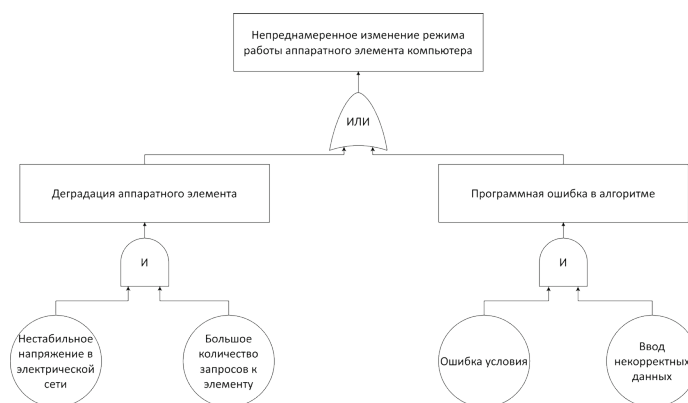 Непреднамеренное изменение режима
работы аппаратного элемента компьютера
ИЛИ
Деградация аппаратного элемента
Программная ошибка в алгоритме
И
И
Нестабильное
напряжение в
электрической
сети
Большое
количество
запросов к
элементу
Ошибка условия
Ввод
некорректных
данных